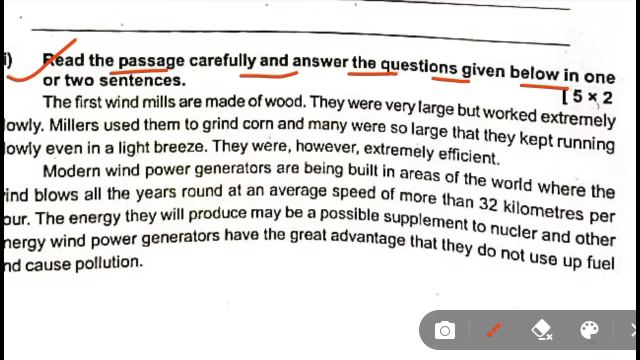 i) Read the passage carefully and answer the questions given below in one
or two sentences. [ 5 × 2
The first wind mills are made of wood. They were very large but worked extremely
lowly. Millers used them to grind corn and many were so large that they kept running
lowly even in a light breeze. They were, however, extremely efficient.
Modern wind power generators are being built in areas of the world where the
ind blows all the years round at an average speed of more than 32 kilometres per
our. The energy they will produce may be a possible supplement to nucler and other
nergy wind power generators have the great advantage that they do not use up fuel
nd cause pollution.